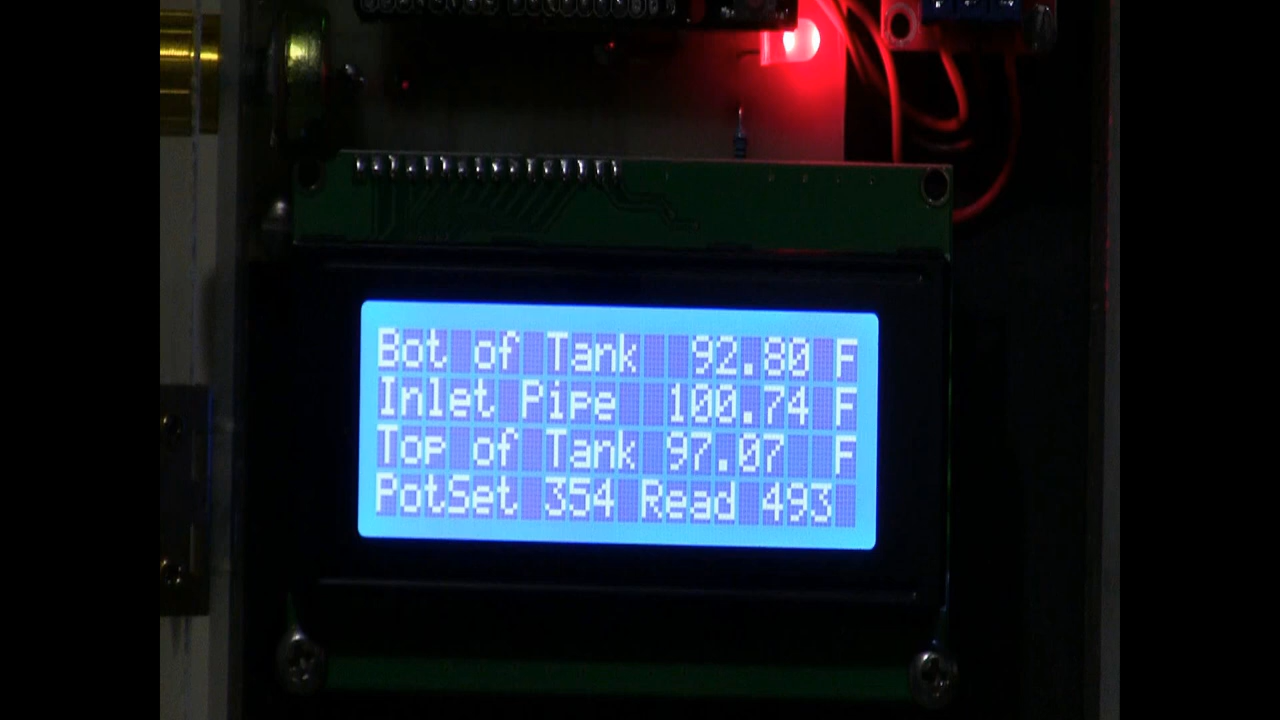 Bot of Tank 92.80 F
Inlet Pipe 100.74 F
Top of Tank 97.07 F
PotSet 354 Read 493